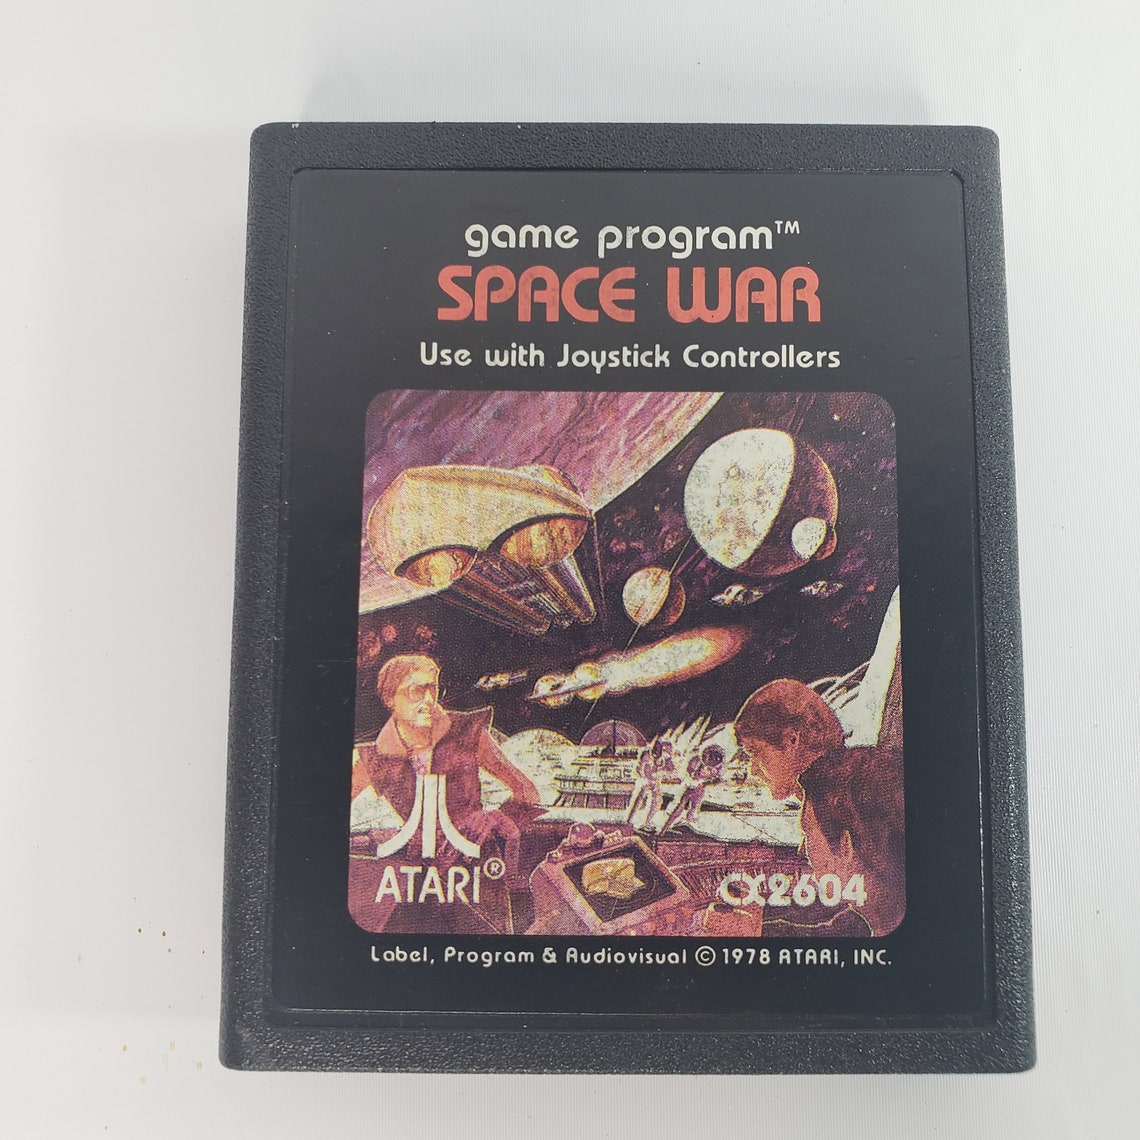 game program™
SPACE WAR
Use with Joystick Controllers
ATARI®
CX2604
Label, Program & Audiovisual © 1978 ATARI, INC.